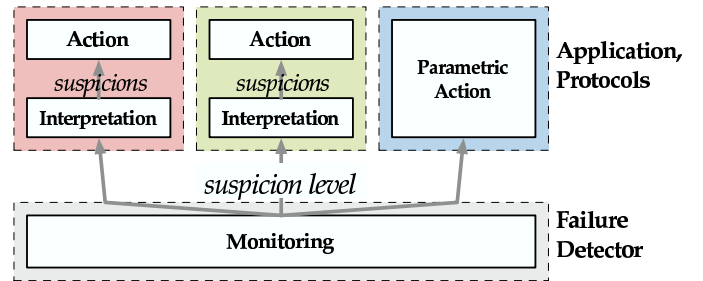 Action
suspicions
Interpretation
Action
suspicions
Interpretation
Parametric
Action
Application,
Protocols
suspicion level
Monitoring
Failure
Detector